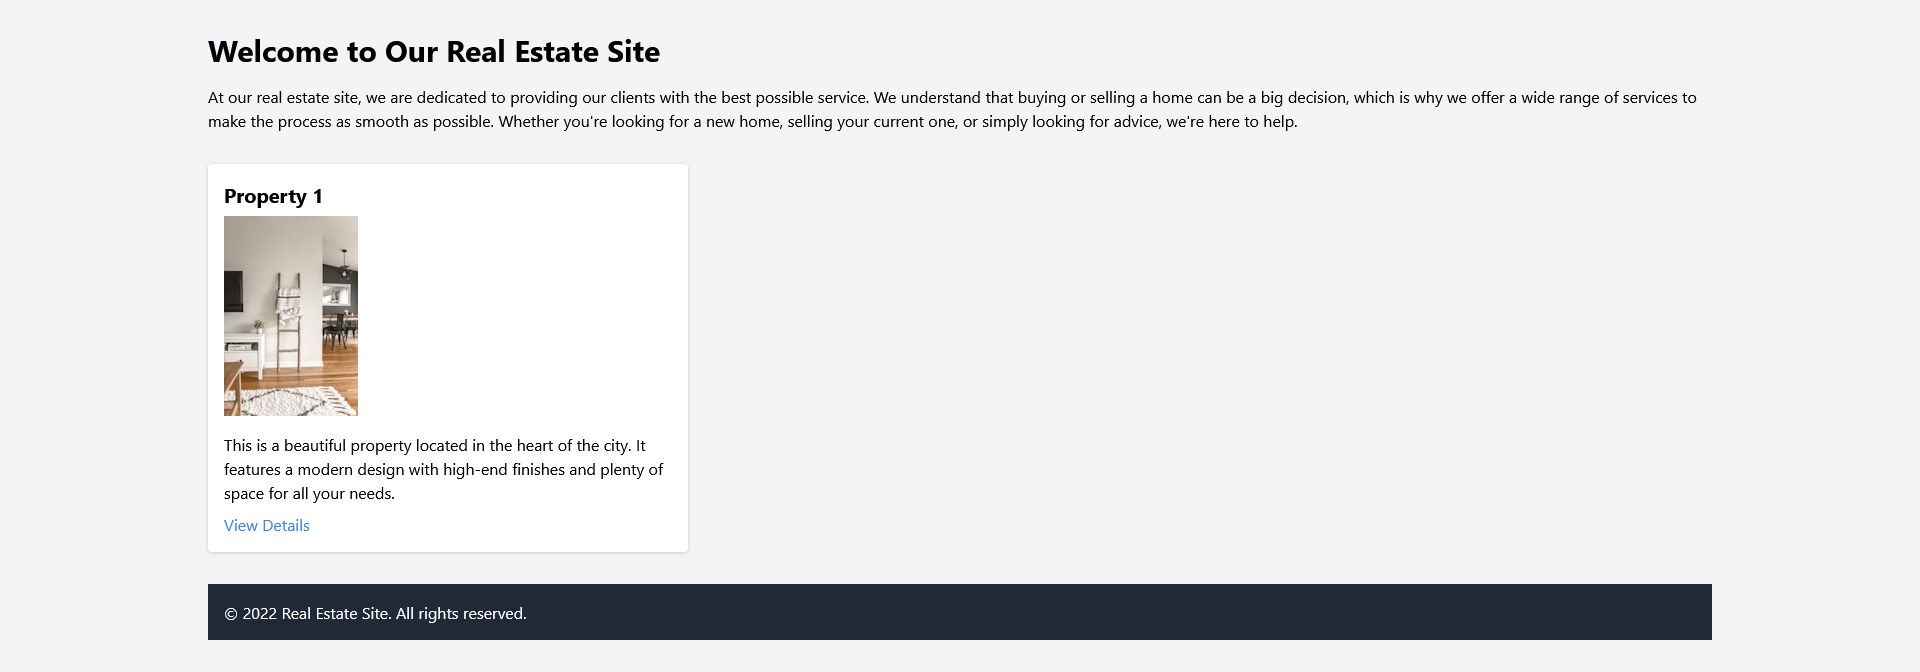 Welcome to Our Real Estate Site
At our real estate site, we are dedicated to providing our clients with the best possible service. We understand that buying or selling a home can be a big decision, which is why we offer a wide range of services to
make the process as smooth as possible. Whether you're looking for a new home, selling your current one, or simply looking for advice, we're here to help.
Property 1
This is a beautiful property located in the heart of the city. It
features a modern design with high-end finishes and plenty of
space for all your needs.
View Details
© 2022 Real Estate Site. All rights reserved.